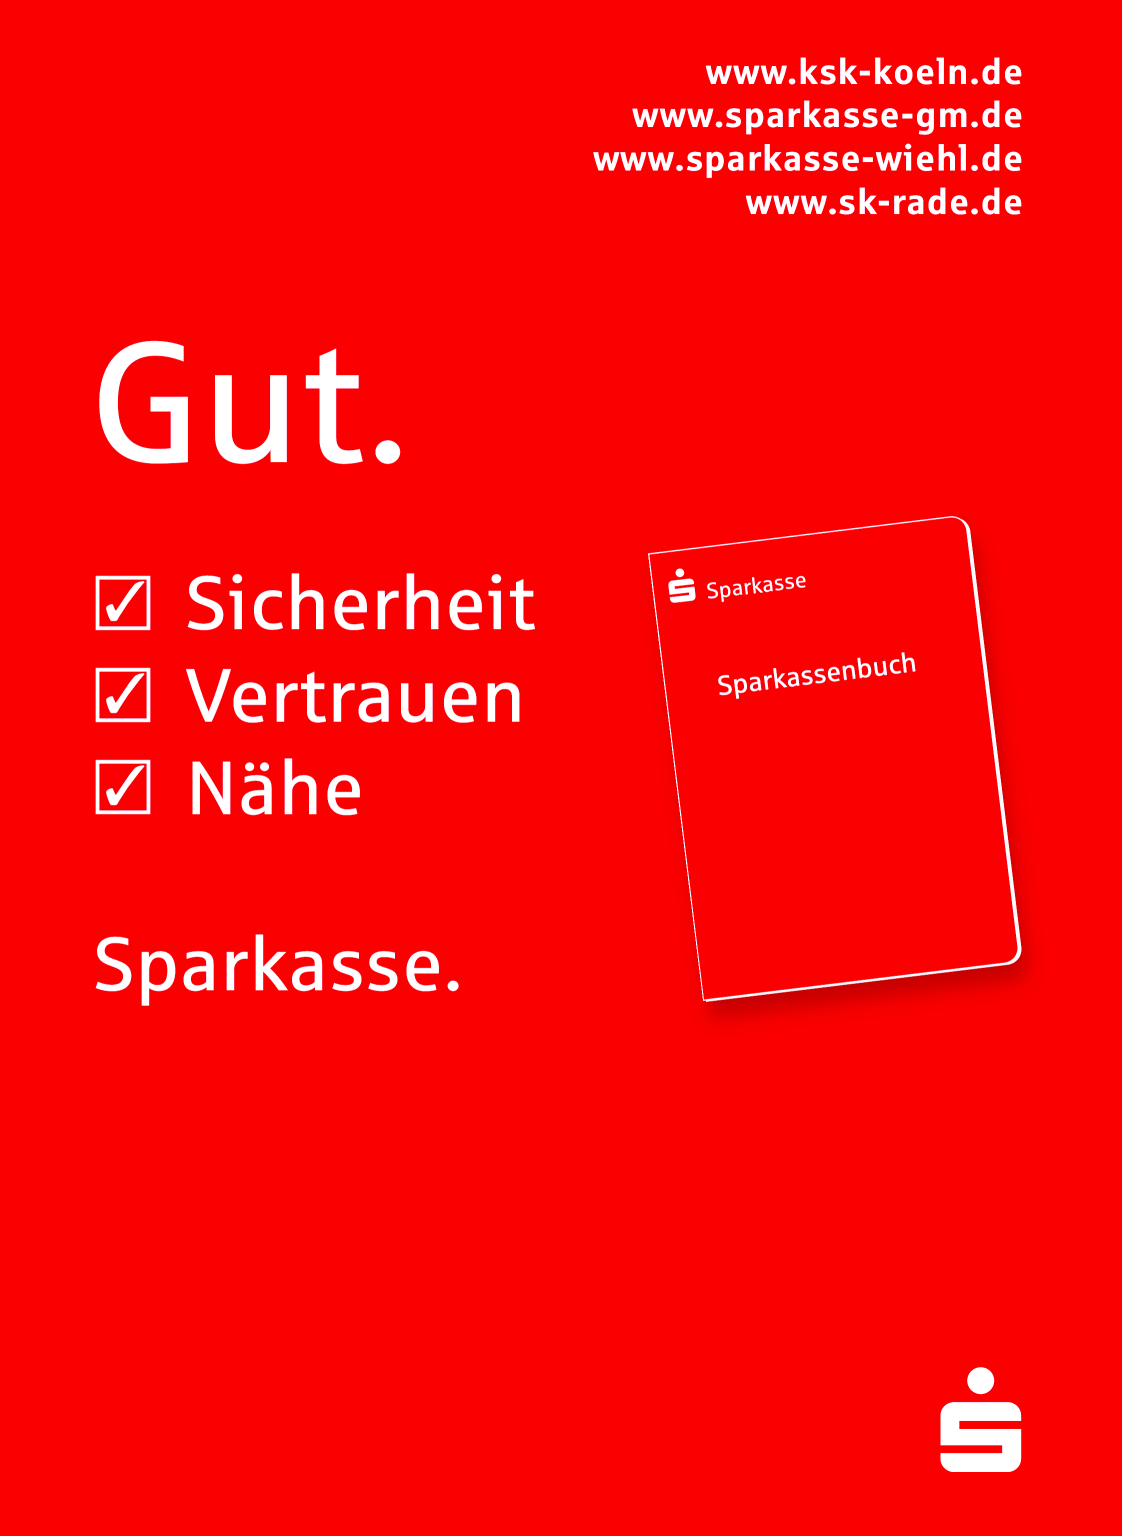 www.ksk-koeln.de
www.sparkasse-gm.de
www.sparkasse-wiehl.de
www.sk-rade.de
Gut.
☑ Sicherheit
☑ Vertrauen
☑ Nähe
Sparkasse.
Sparkasse
Sparkassenbuch